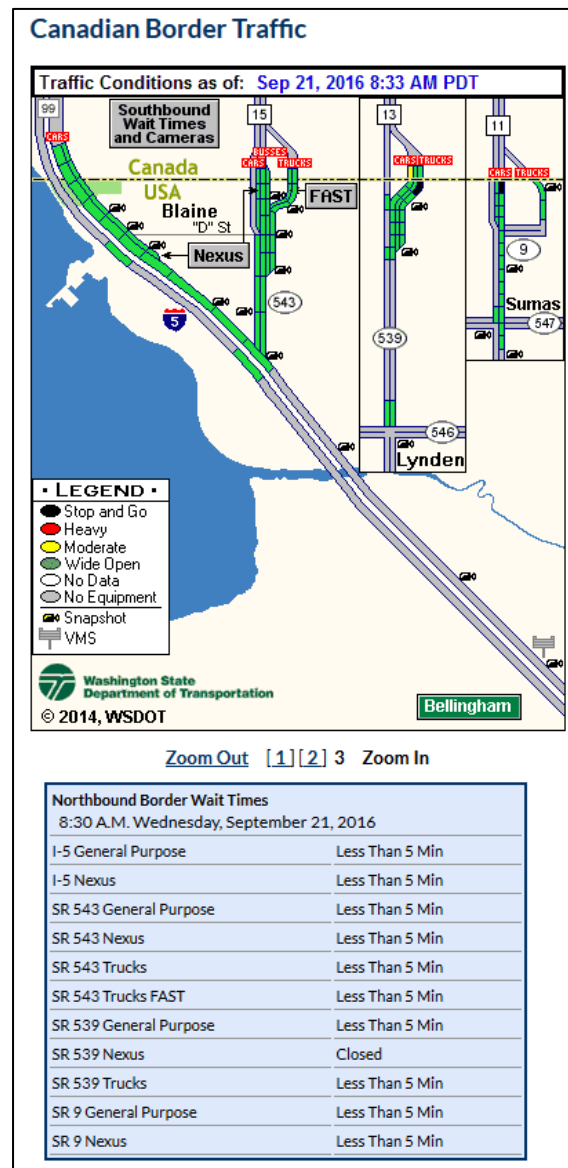 Canadian Border Traffic
Traffic Conditions as of: Sep 21, 2016 8:33 AM PDT
99
Southbound
Wait Times
and Cameras
15
13
11
CARS
BUSSES
CARS TRUCKS
CARS TRUCKS
CARS TRUCKS
Canada
USA
Blaine
"D" St
FAST
Nexus
9
5
543
Sumas
547
539
546
Lynden
• LEGEND •
Stop and Go
Heavy
Moderate
Wide Open
No Data
No Equipment
Snapshot
VMS
Washington State
Department of Transportation
© 2014, WSDOT
Bellingham
Zoom Out [1][2] 3 Zoom In
Northbound Border Wait Times
8:30 A.M. Wednesday, September 21, 2016
I-5 General Purpose Less Than 5 Min
I-5 Nexus Less Than 5 Min
SR 543 General Purpose Less Than 5 Min
SR 543 Nexus Less Than 5 Min
SR 543 Trucks Less Than 5 Min
SR 543 Trucks FAST Less Than 5 Min
SR 539 General Purpose Less Than 5 Min
SR 539 Nexus Closed
SR 539 Trucks Less Than 5 Min
SR 9 General Purpose Less Than 5 Min
SR 9 Nexus Less Than 5 Min